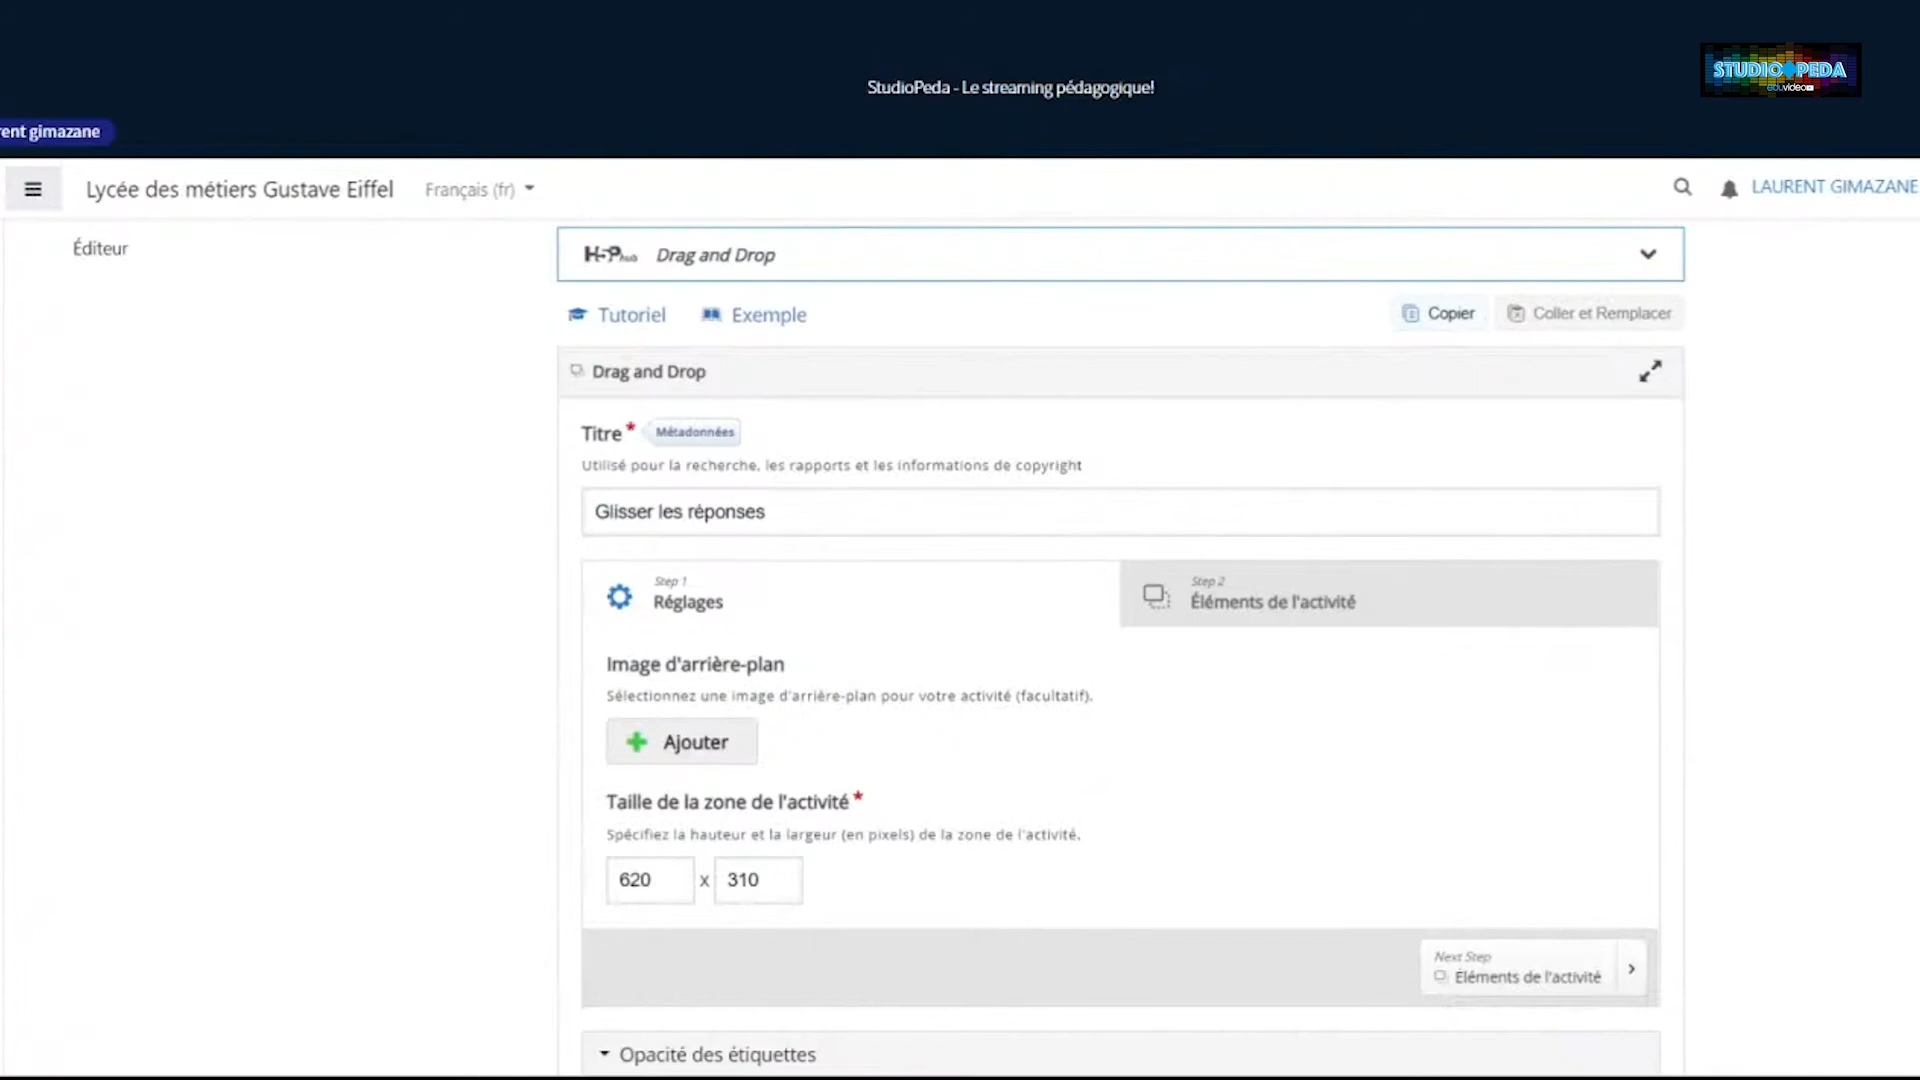 STUDIO PEDA
eduvideo
StudioPeda - Le streaming pédagogique!
rent gimazane
Lycée des métiers Gustave Eiffel
Français (fr)
LAURENT GIMAZANE
Éditeur
H5P hub
Drag and Drop
Tutoriel
Exemple
Copier
Coller et Remplacer
Drag and Drop
Titre *
Métadonnées
Utilisé pour la recherche, les rapports et les informations de copyright
Glisser les réponses
Step 1
Réglages
Step 2
Éléments de l'activité
Image d'arrière-plan
Sélectionnez une image d'arrière-plan pour votre activité (facultatif).
Ajouter
Taille de la zone de l'activité *
Spécifiez la hauteur et la largeur (en pixels) de la zone de l'activité.
620 x 310
Next Step
Éléments de l'activité
Opacité des étiquettes